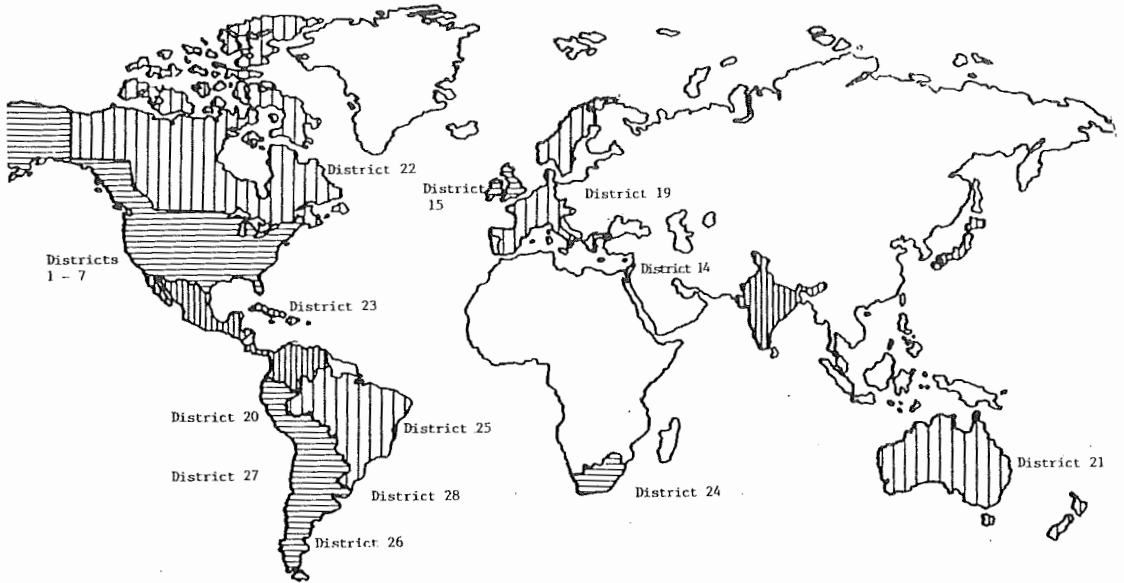 District 22
District
15
District 19
Districts
1 - 7
District 14
District 23
District 20
District 25
District 27
District 21
District 28
District 24
District 26